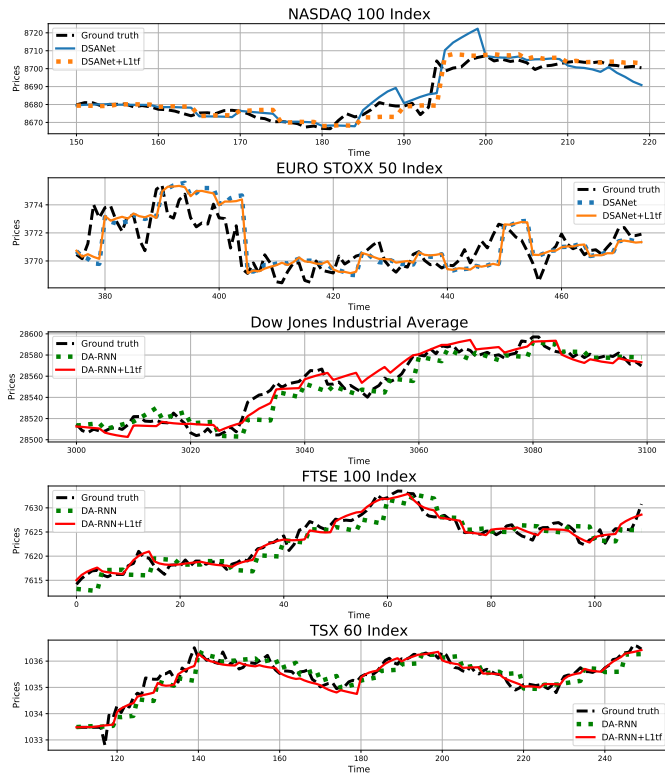 NASDAQ 100 Index
8720
8710
8700
8690
8680
8670
Prices
Ground truth
DSANet
DSANet+L1tf
150 160 170 180 190 200 210 220
Time
EURO STOXX 50 Index
3774
3772
3770
Prices
Ground truth
DSANet
DSANet+L1tf
380 400 420 440 460
Time
Dow Jones Industrial Average
28600
28580
28560
28540
28520
28500
Prices
Ground truth
DA-RNN
DA-RNN+L1tf
3000 3020 3040 3060 3080 3100
Time
FTSE 100 Index
7630
7625
7620
7615
Prices
Ground truth
DA-RNN
DA-RNN+L1tf
0 20 40 60 80 100
Time
TSX 60 Index
1036
1035
1034
1033
Prices
Ground truth
DA-RNN
DA-RNN+L1tf
120 140 160 180 200 220 240
Time